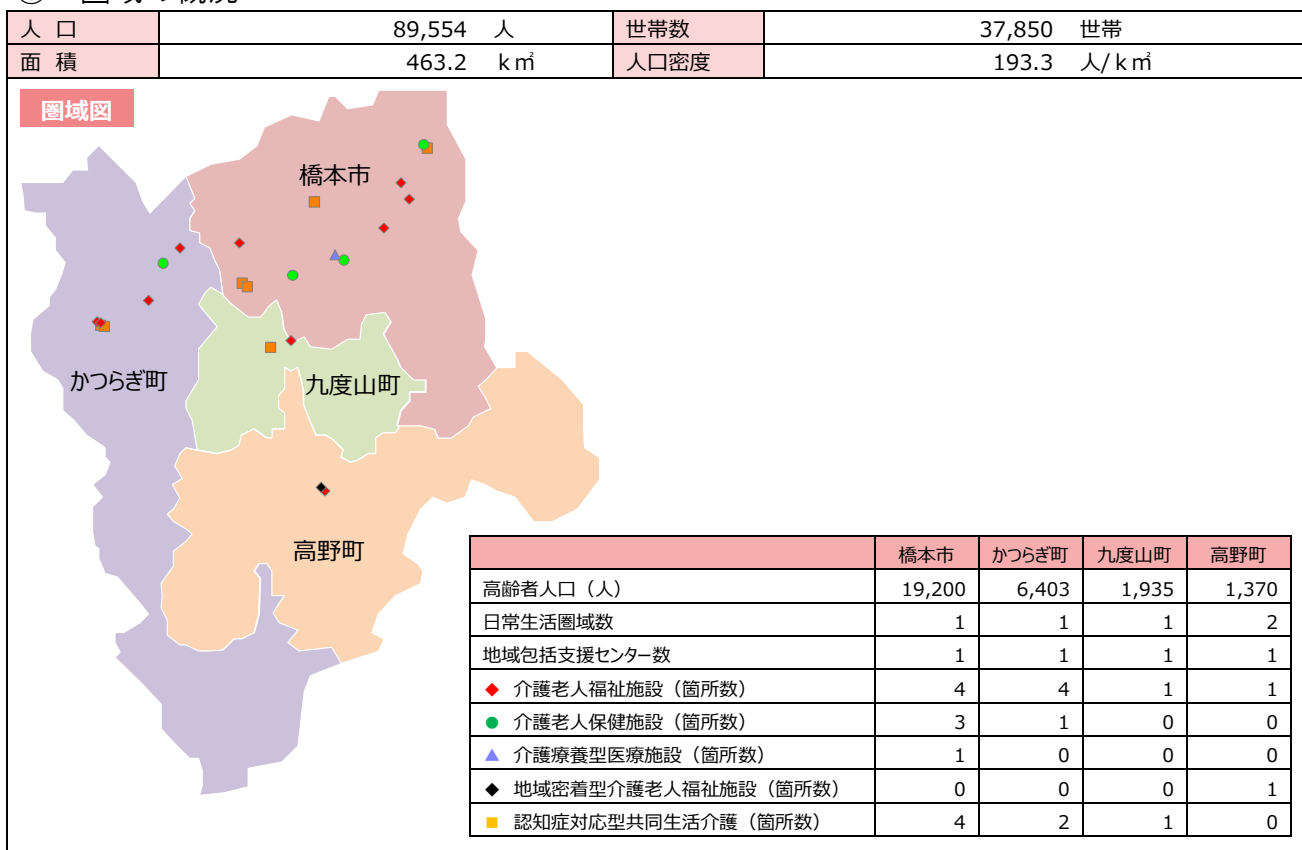 人 口 89,554 人 世帯数 37,850 世帯
面 積 463.2 k㎡ 人口密度 193.3 人/k㎡
圏域図
橋本市
かつらぎ町
九度山町
高野町
橋本市 かつらぎ町 九度山町 高野町
高齢者人口（人） 19,200 6,403 1,935 1,370
日常生活圏域数 1 1 1 2
地域包括支援センター数 1 1 1 1
◆ 介護老人福祉施設（箇所数） 4 4 1 1
● 介護老人保健施設（箇所数） 3 1 0 0
▲ 介護療養型医療施設（箇所数） 1 0 0 0
◆ 地域密着型介護老人福祉施設（箇所数） 0 0 0 1
■ 認知症対応型共同生活介護（箇所数） 4 2 1 0